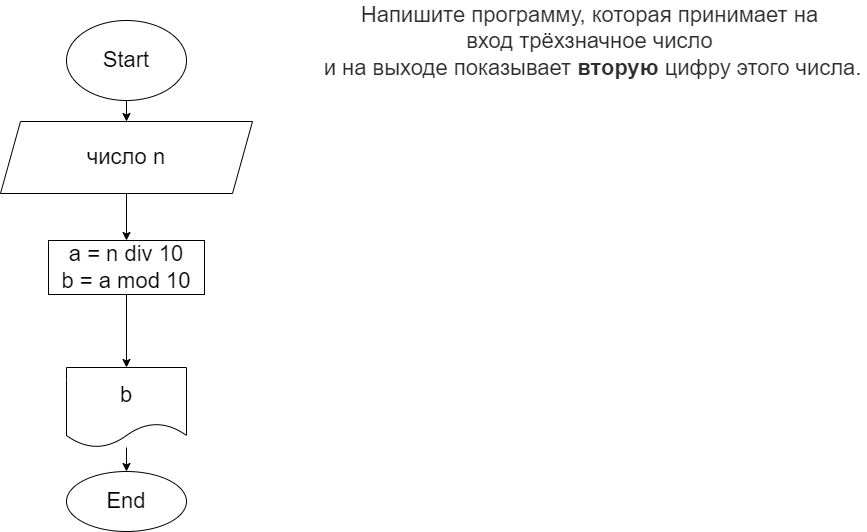 Напишите программу, которая принимает на
вход трёхзначное число
и на выходе показывает вторую цифру этого числа.
Start
число n
a = n div 10
b = a mod 10
b
End